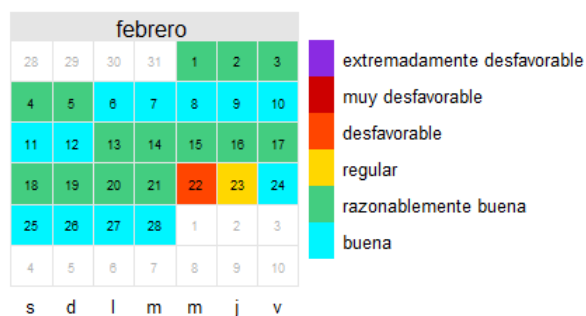 febrero
28 29 30 31 1 2 3
4 5 6 7 8 9 10
11 12 13 14 15 16 17
18 19 20 21 22 23 24
25 26 27 28 1 2 3
4 5 6 7 8 9 10
s d l m m j v
extremadamente desfavorable
muy desfavorable
desfavorable
regular
razonablemente buena
buena